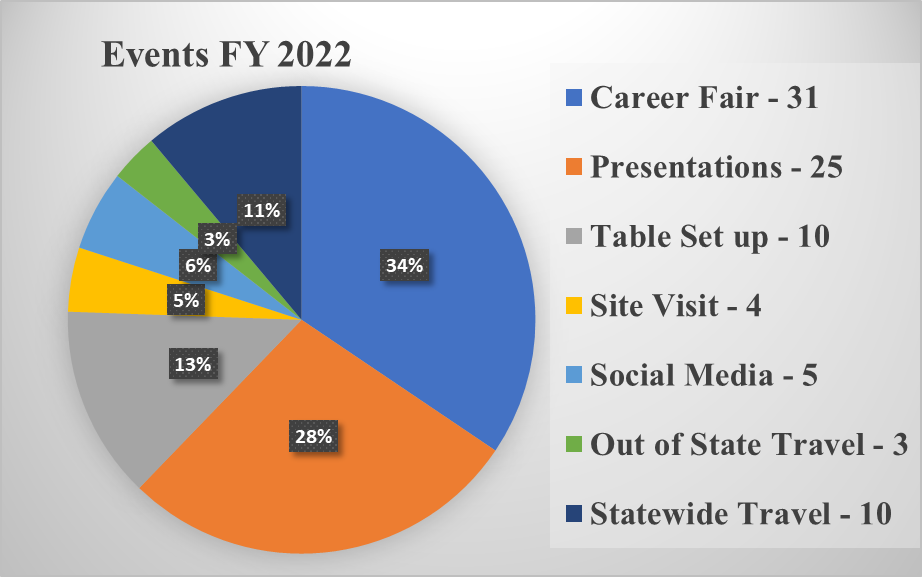 Events FY 2022
Career Fair - 31
Presentations - 25
Table Set up - 10
Site Visit - 4
Social Media - 5
Out of State Travel - 3
Statewide Travel - 10
34%
28%
13%
5%
6%
3%
11%